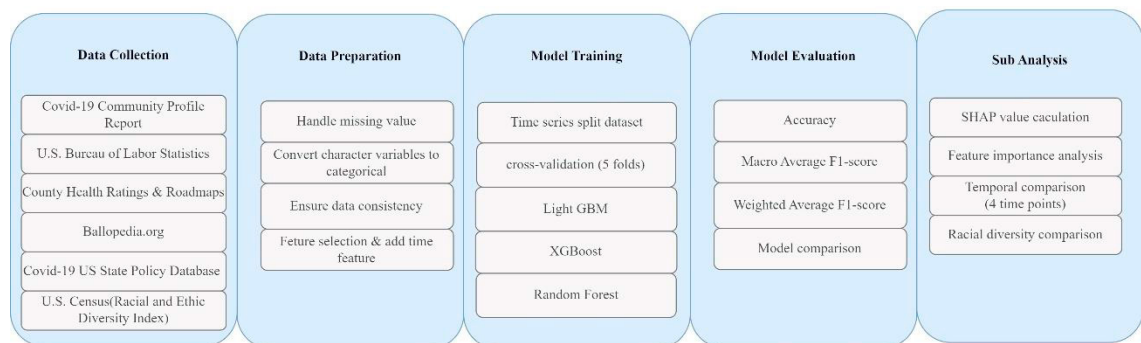 Data Collection
Covid-19 Community Profile
Report
U.S. Bureau of Labor Statistics
County Health Ratings & Roadmaps
Ballopedia.org
Covid-19 US State Policy Database
U.S. Census(Racial and Ethic
Diversity Index)
Data Preparation
Handle missing value
Convert character variables to
categorical
Ensure data consistency
Feture selection & add time
feature
Model Training
Time series split dataset
cross-validation (5 folds)
Light GBM
XGBoost
Random Forest
Model Evaluation
Accuracy
Macro Average F1-score
Weighted Average F1-score
Model comparison
Sub Analysis
SHAP value caculation
Feature importance analysis
Temporal comparison
(4 time points)
Racial diversity comparison